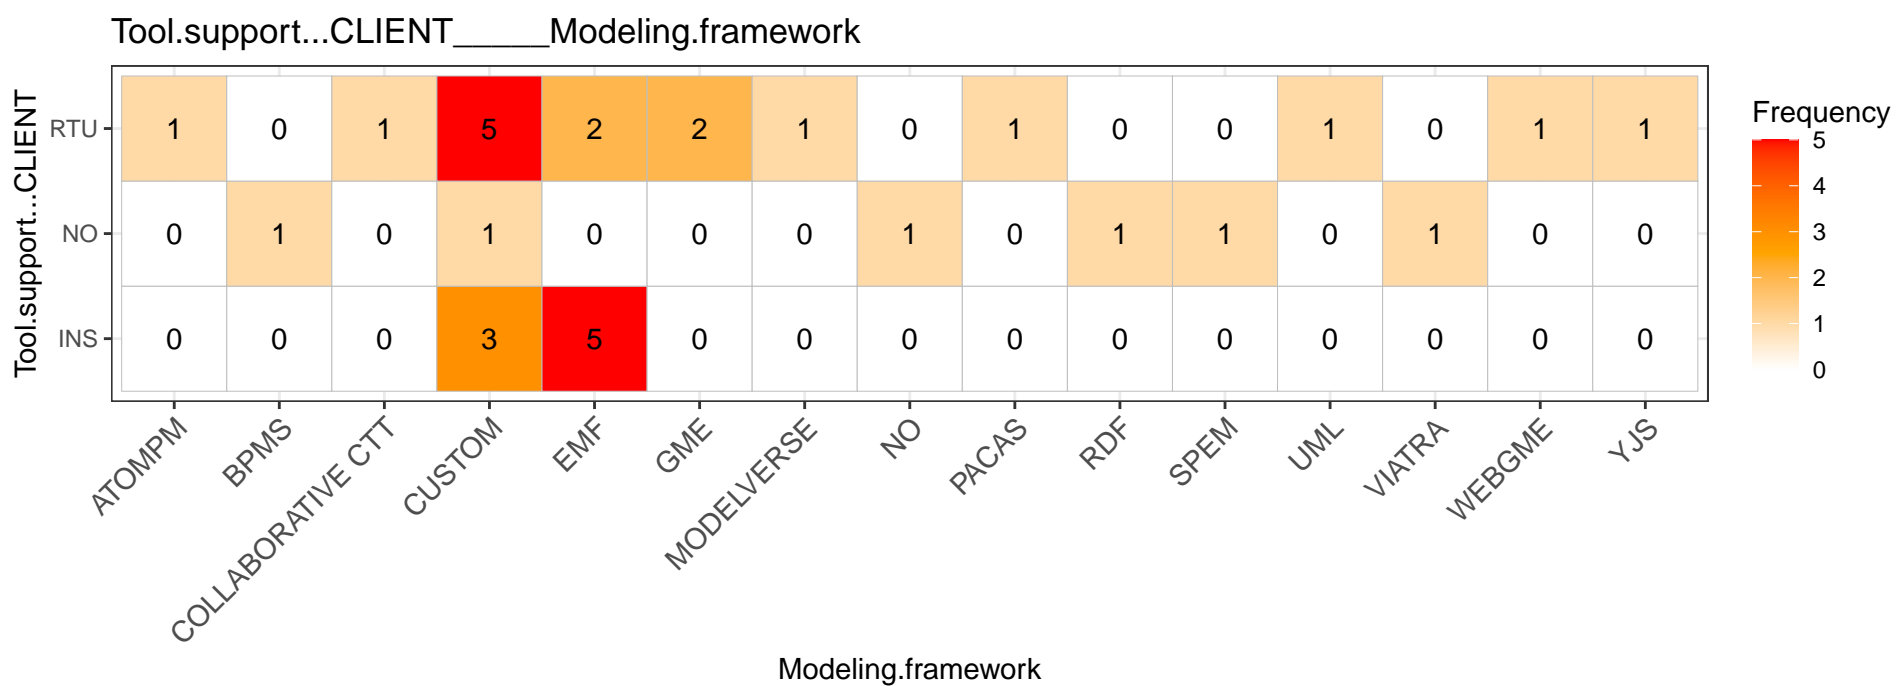 Tool.support...CLIENT_____Modeling.framework
Tool.support...CLIENT
RTU 1 0 1 5 2 2 1 0 1 0 0 1 0 1 1
NO 0 1 0 1 0 0 0 1 0 1 1 0 1 0 0
INS 0 0 0 3 5 0 0 0 0 0 0 0 0 0 0
ATOMPM BPMS COLLABORATIVE CTT CUSTOM EMF GME MODELVERSE NO PACAS RDF SPEM UML VIATRA WEBGME YJS
Modeling.framework
Frequency
5
4
3
2
1
0